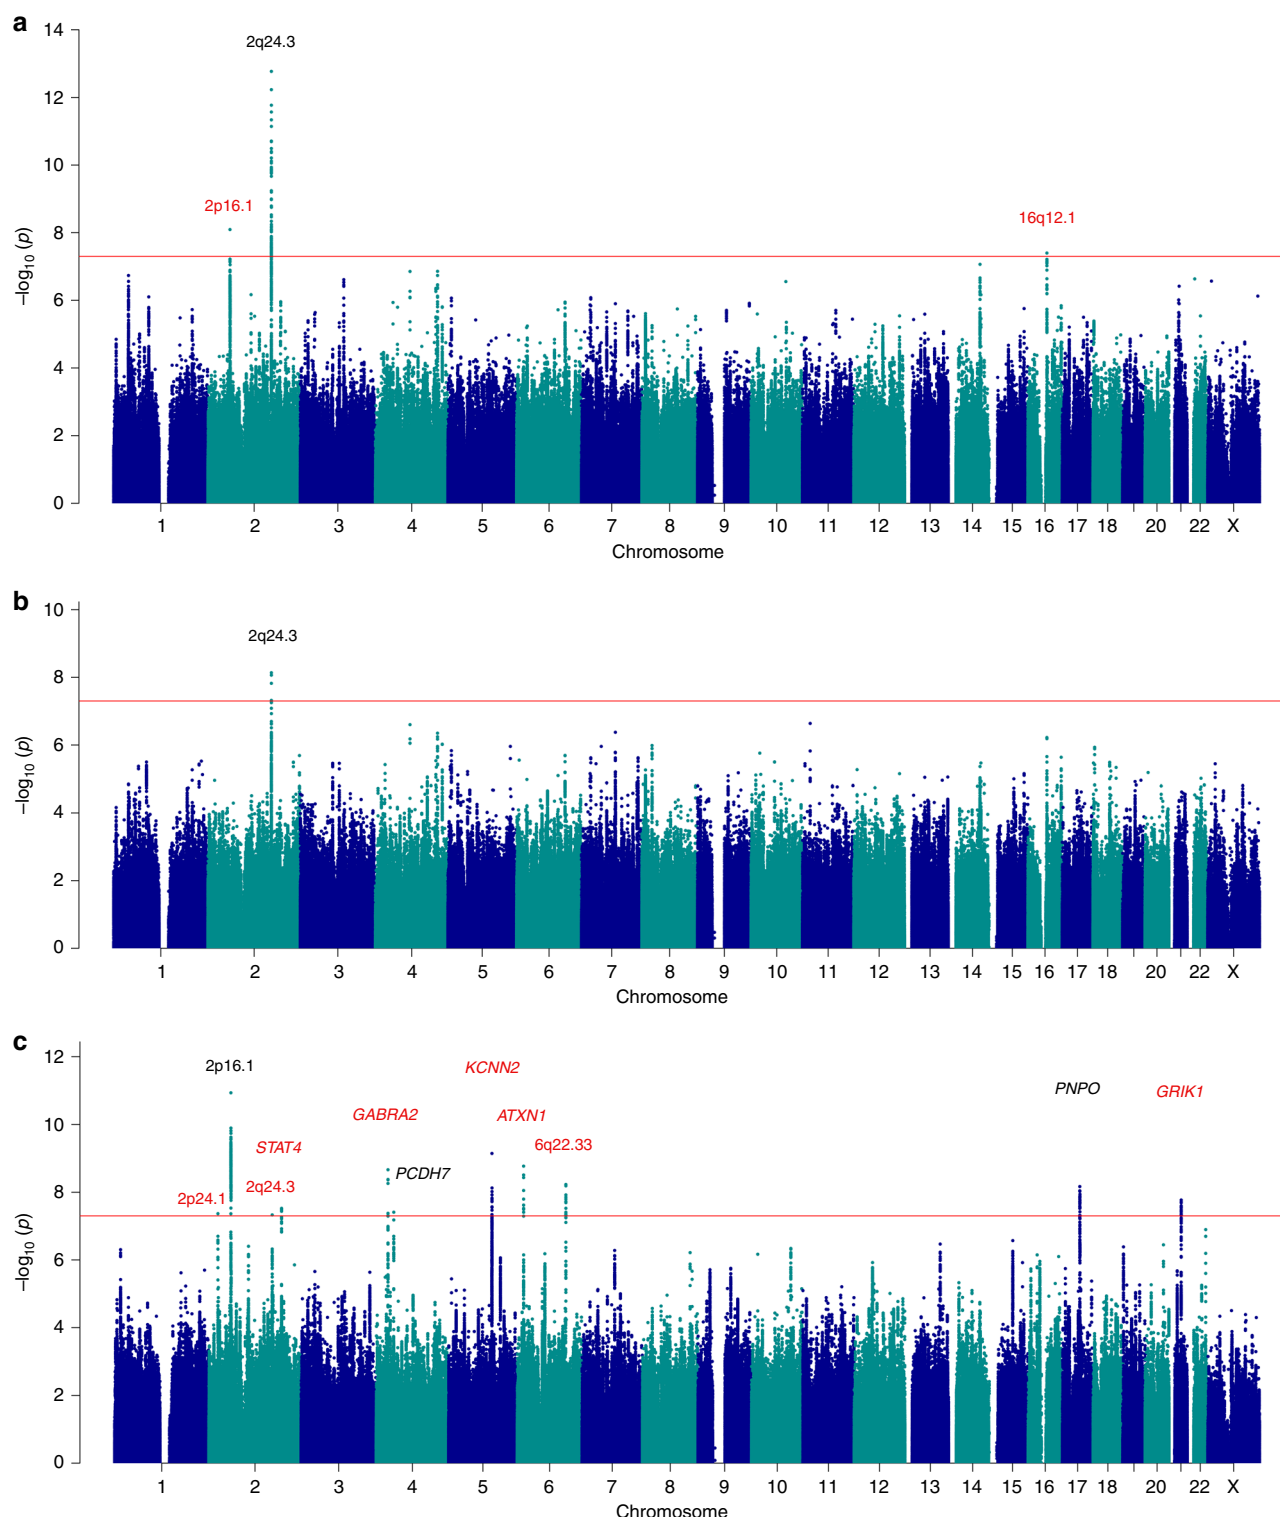 a
14
12
10
8
6
4
2
0
–log10 (p)
2q24.3
2p16.1
16q12.1
1 2 3 4 5 6 7 8 9 10 11 12 13 14 15 16 17 18 20 22 X
Chromosome
b
10
8
6
4
2
0
–log10 (p)
2q24.3
1 2 3 4 5 6 7 8 9 10 11 12 13 14 15 16 17 18 20 22 X
Chromosome
c
12
10
8
6
4
2
0
–log10 (p)
2p16.1
KCNN2
PNPO
GRIK1
GABRA2
ATXN1
STAT4
6q22.33
PCDH7
2q24.3
2p24.1
1 2 3 4 5 6 7 8 9 10 11 12 13 14 15 16 17 18 20 22 X
Chromosome